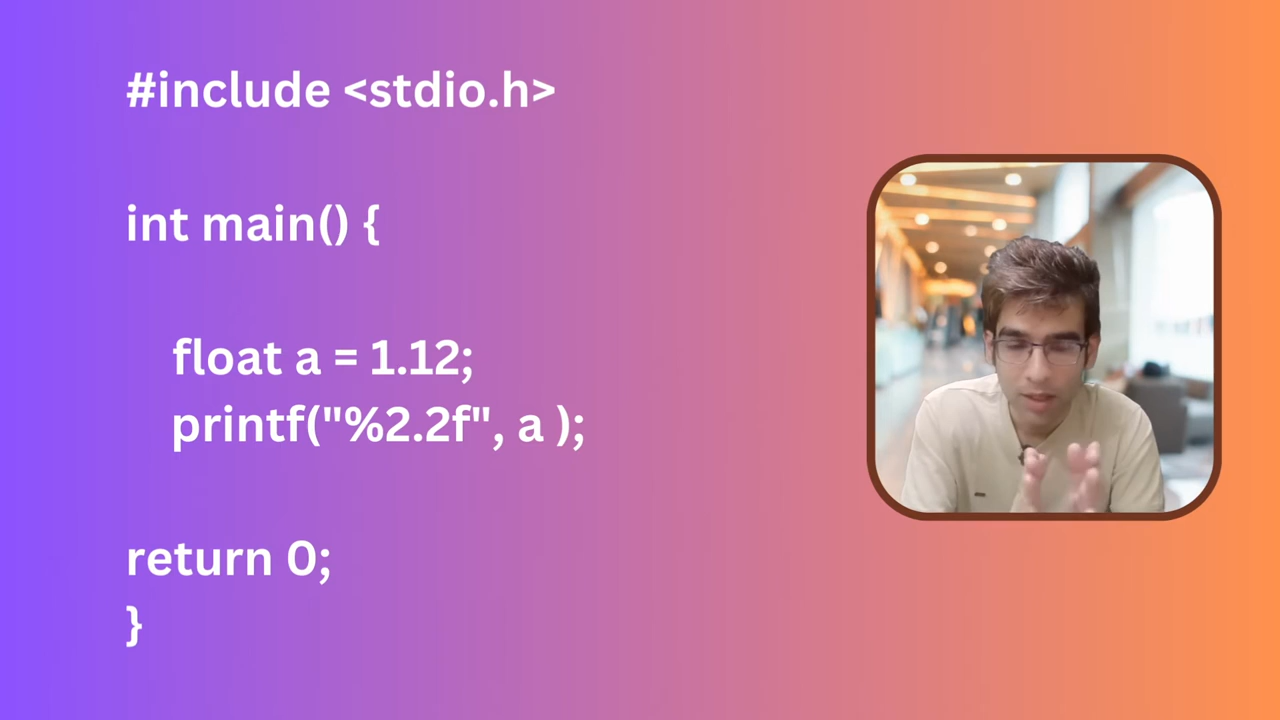 #include <stdio.h>
int main() {
float a = 1.12;
printf("%2.2f", a );
return 0;
}